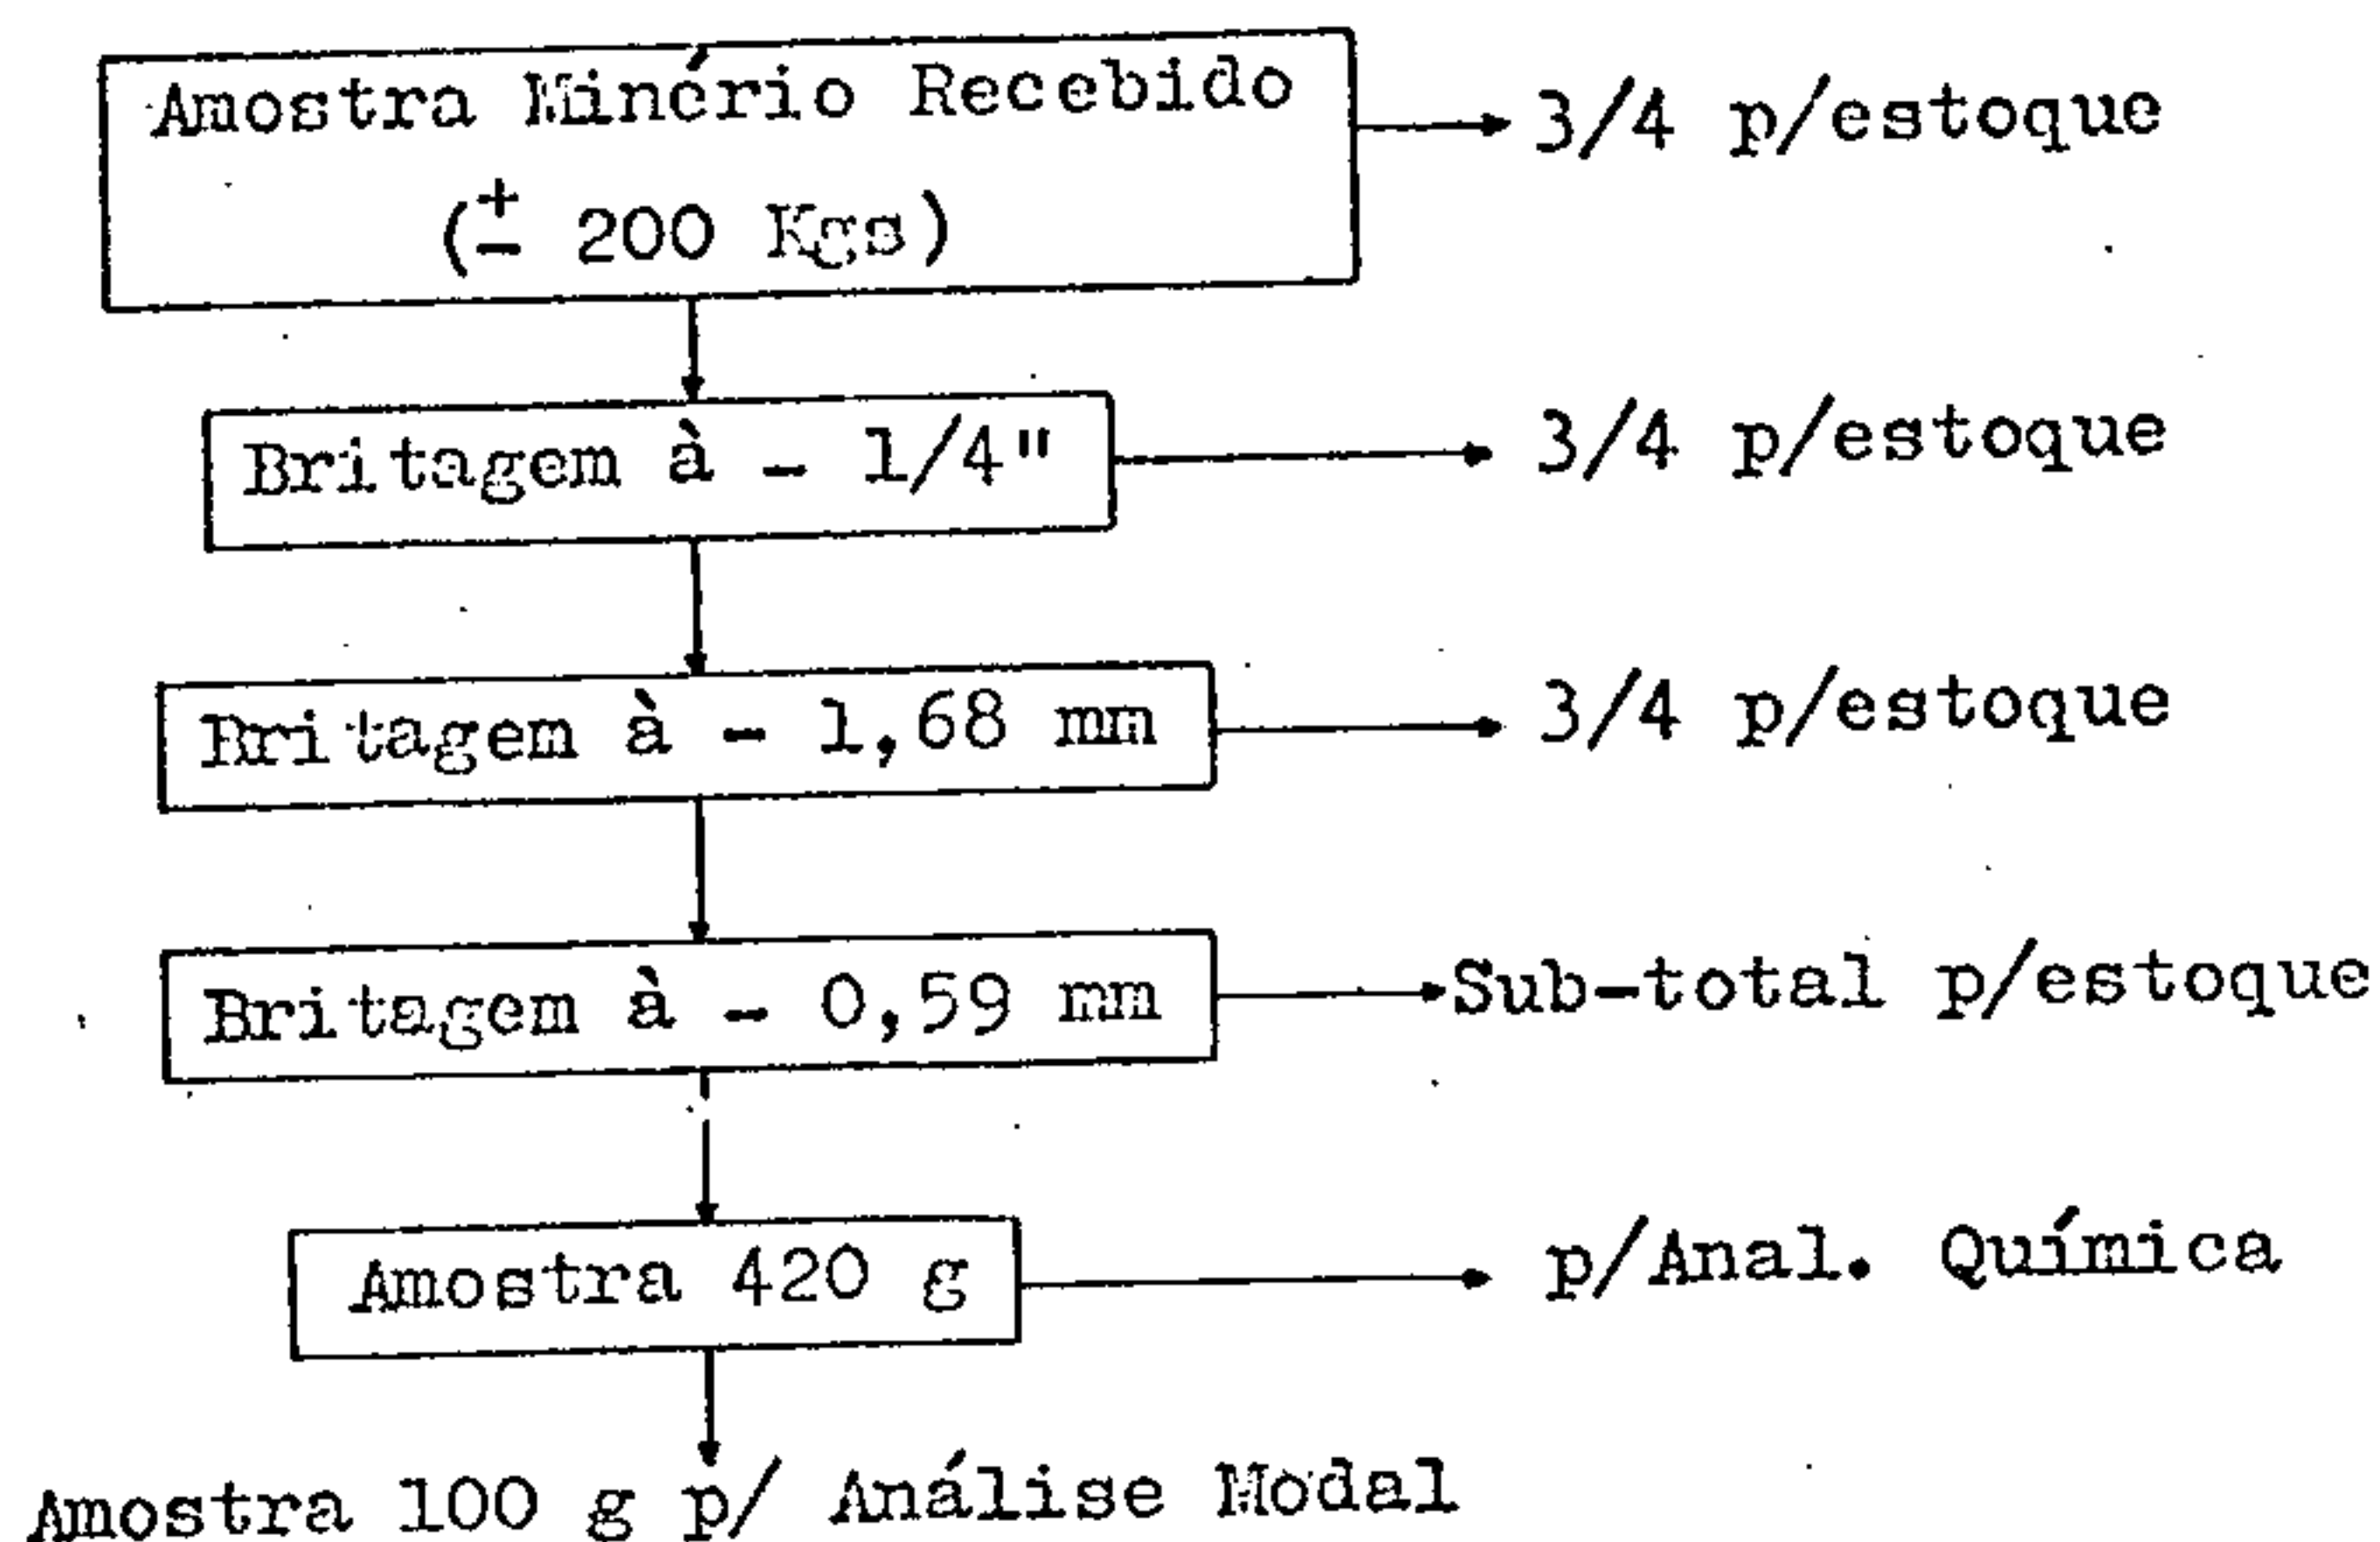 Amostra Minério Recebido
(± 200 Kgs)
3/4 p/estoque
Britagem à - 1/4"
3/4 p/estoque
Britagem à - 1,68 mm
3/4 p/estoque
Britagem à - 0,59 mm
Sub-total p/estoque
Amostra 420 g
p/Anal. Química
Amostra 100 g p/ Análise Modal